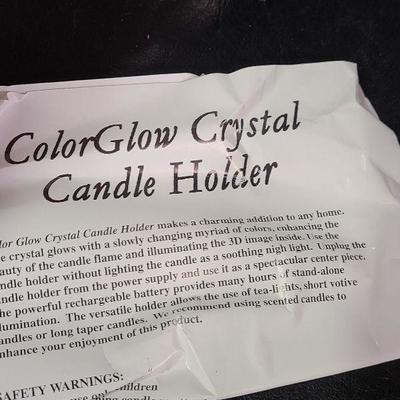 ColorGlow Crystal
Candle Holder
lor Glow Crystal Candle Holder makes a charming addition to any home.
e crystal glows with a slowly changing myriad of colors, enhancing the
auty of the candle flame and illuminating the 3D image inside. Use the
ndle holder without lighting the candle as a soothing nigh light. Unplug the
ndle holder from the power supply and use it as a spectacular center piece.
he powerful rechargeable battery provides many hours of stand-alone
umination. The versatile holder allows the use of tea-lights, short votive
andles or long taper candles. We recommend using scented candles to
nhance your enjoyment of this product.
SAFETY WARNINGS:
children